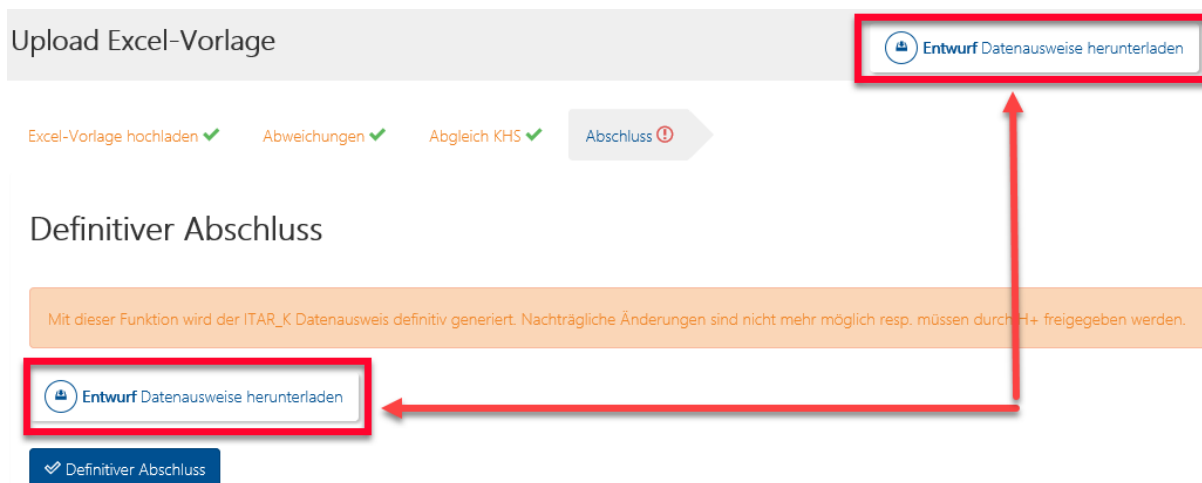 Upload Excel-Vorlage
Entwurf Datenausweise herunterladen
Excel-Vorlage hochladen
Abweichungen
Abgleich KHS
Abschluss
Definitiver Abschluss
Mit dieser Funktion wird der ITAR_K Datenausweis definitiv generiert. Nachträgliche Änderungen sind nicht mehr möglich resp. müssen durch H+ freigegeben werden.
Entwurf Datenausweise herunterladen
Definitiver Abschluss